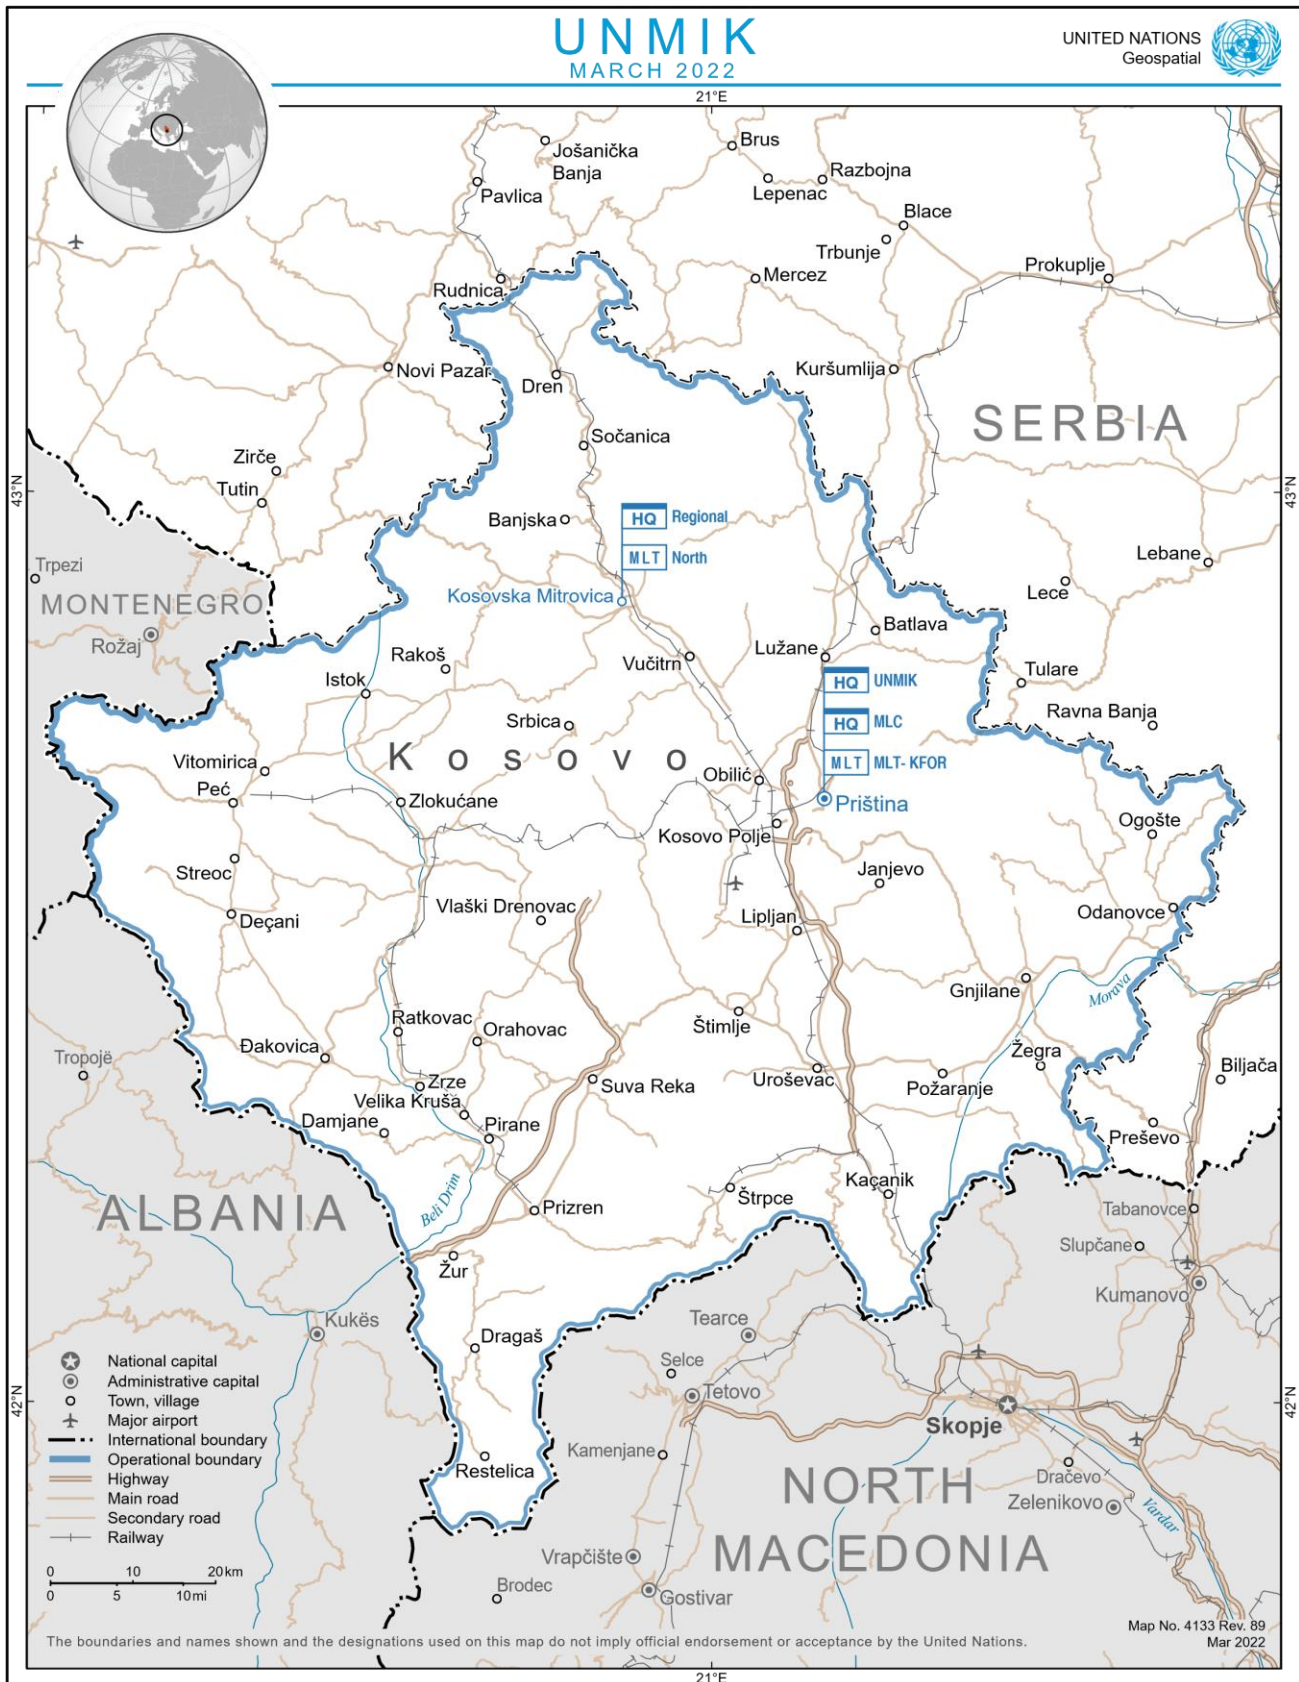 UNMIK
MARCH 2022
UNITED NATIONS
Geospatial
21°E
Jošanička
Banja
Brus
Pavlica
Lepenac
Razbojna
Blace
Trbunje
Mercez
Prokuplje
Rudnica
Novi Pazar
Dren
Kuršumlija
SERBIA
Sočanica
Zirče
Tutin
43°N
43°N
Banjska
HQ Regional
MLT North
Lebane
Trpezi
Lece
MONTENEGRO
Kosovska Mitrovica
Rožaj
Batlava
Rakoš
Vučitrn
Lužane
Istok
HQ UNMIK
Tulare
Srbica
HQ MLC
Ravna Banja
Vitomirica
Kosovo
MLT MLT-KFOR
Peć
Obilić
Zlokućane
Priština
Kosovo Polje
Ogošte
Streoc
Janjevo
Vlaški Drenovac
Deçani
Lipljan
Odanovce
Gnjilane
Morava
Ratkovac
Orahovac
Štimlje
Đakovica
Žegra
Tropojë
Biljača
Zrze
Suva Reka
Uroševac
Požaranje
Velika Kruša
Damjane
Pirane
Preševo
Beli Drim
Štrpce
Kaçanik
ALBANIA
Prizren
Tabanovce
Slupčane
Žur
Kumanovo
Kukës
Tearce
Dragaš
Selce
Tetovo
National capital
Administrative capital
Town, village
Major airport
International boundary
Operational boundary
Highway
Main road
Secondary road
Railway
42°N
42°N
Skopje
Kamenjane
Restelica
Dračevo
NORTH
MACEDONIA
Zelenikovo
Vardar
Vrapčište
Gostivar
Brodec
0 10 20 km
0 5 10 mi
Map No. 4133 Rev. 89
Mar 2022
The boundaries and names shown and the designations used on this map do not imply official endorsement or acceptance by the United Nations.
21°E